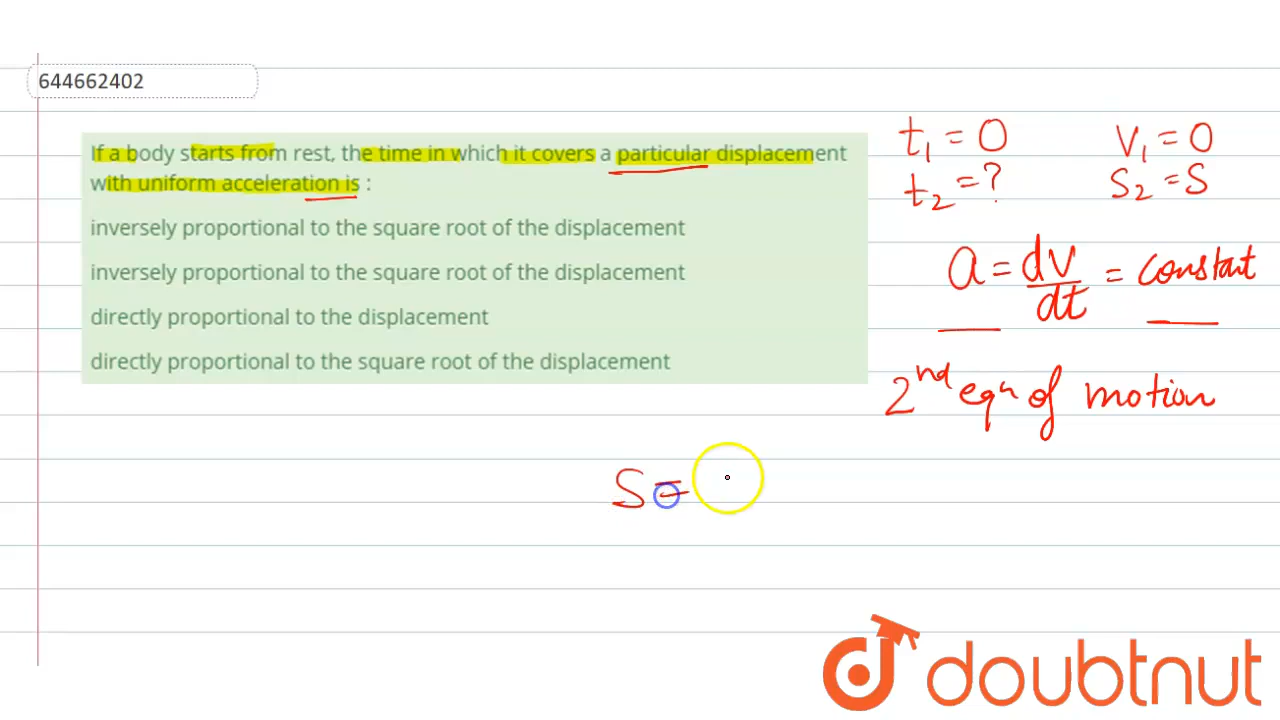 644662402
If a body starts from rest, the time in which it covers a particular displacement
with uniform acceleration is :
inversely proportional to the square root of the displacement
inversely proportional to the square root of the displacement
directly proportional to the displacement
directly proportional to the square root of the displacement
t₁ = 0 V₁ = 0
t₂ = ? S₂ = S
a = dV/dt = constant
2nd eqn of motion
S =
doubtnut